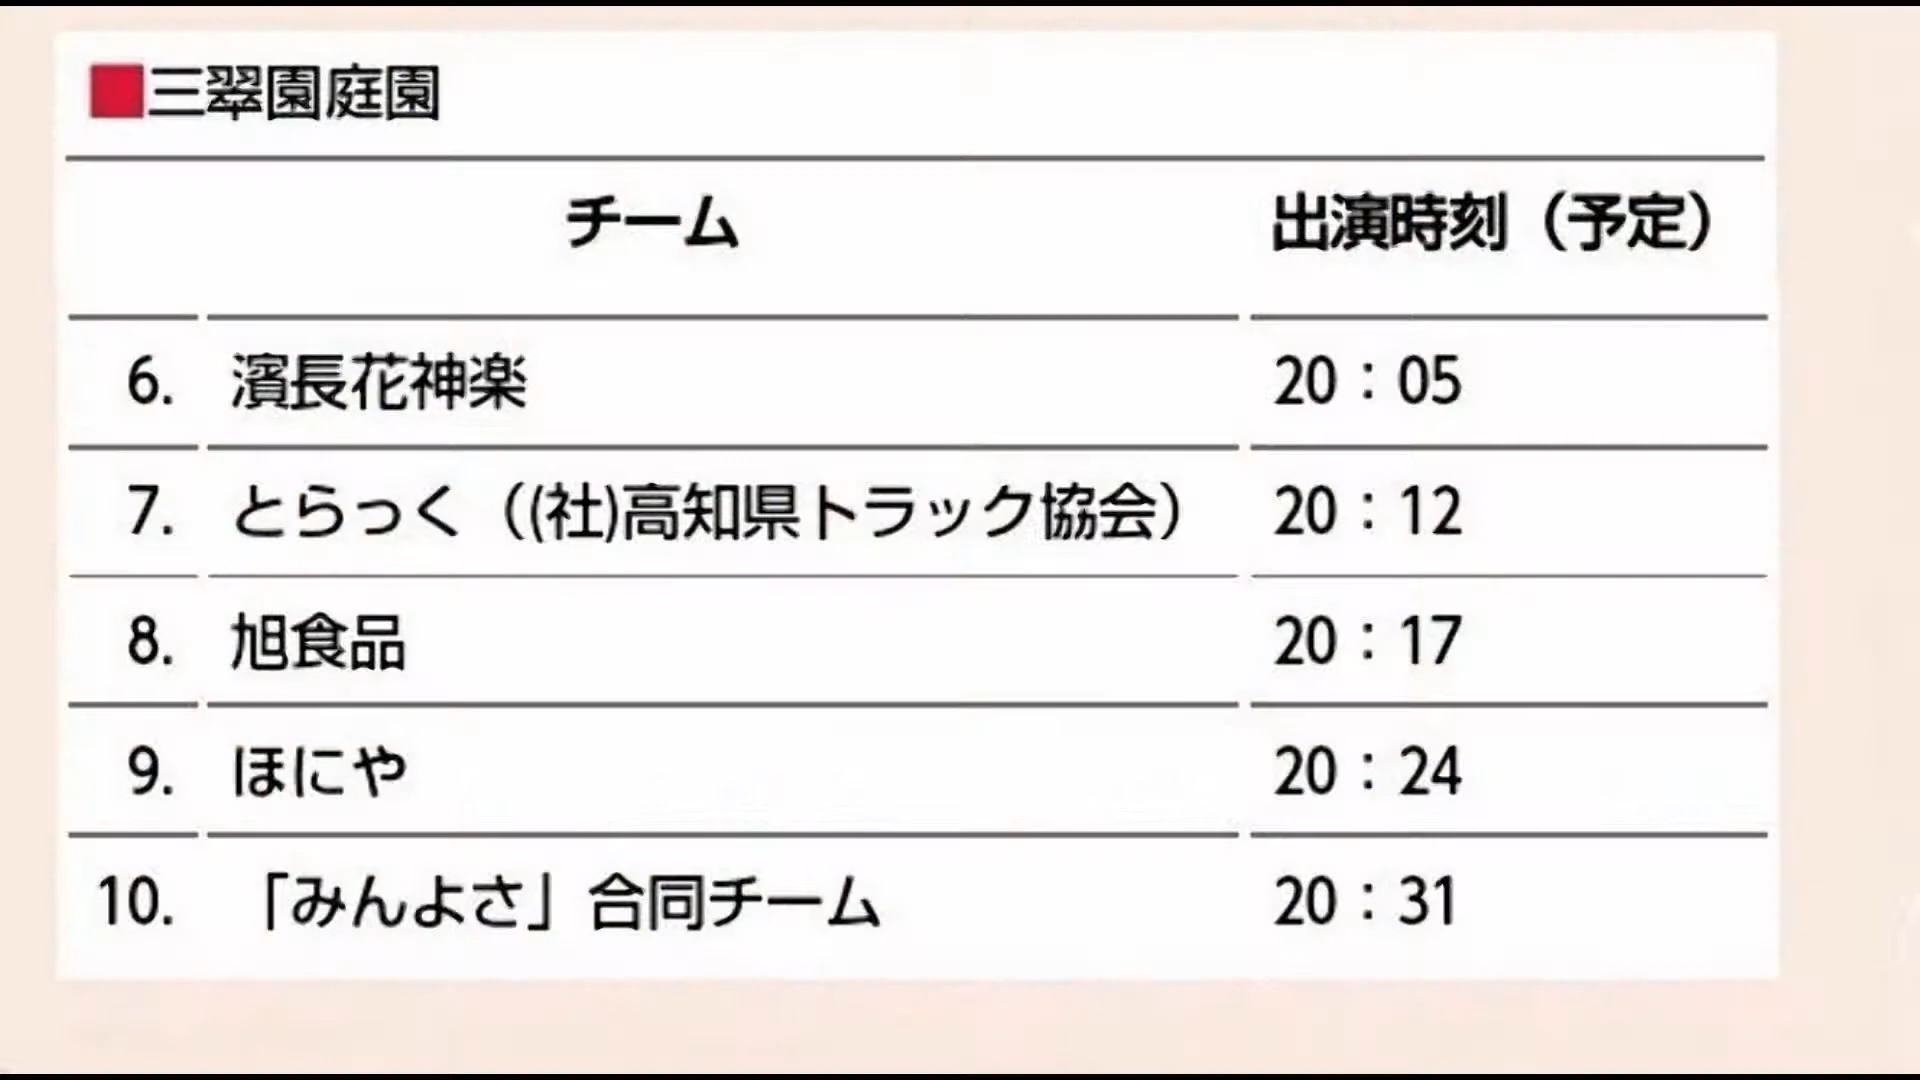 ■三翠園庭園
チーム 出演時刻（予定）
6. 濱長花神楽 20：05
7. とらっく（(社)高知県トラック協会） 20：12
8. 旭食品 20：17
9. ほにや 20：24
10. 「みんよさ」合同チーム 20：31